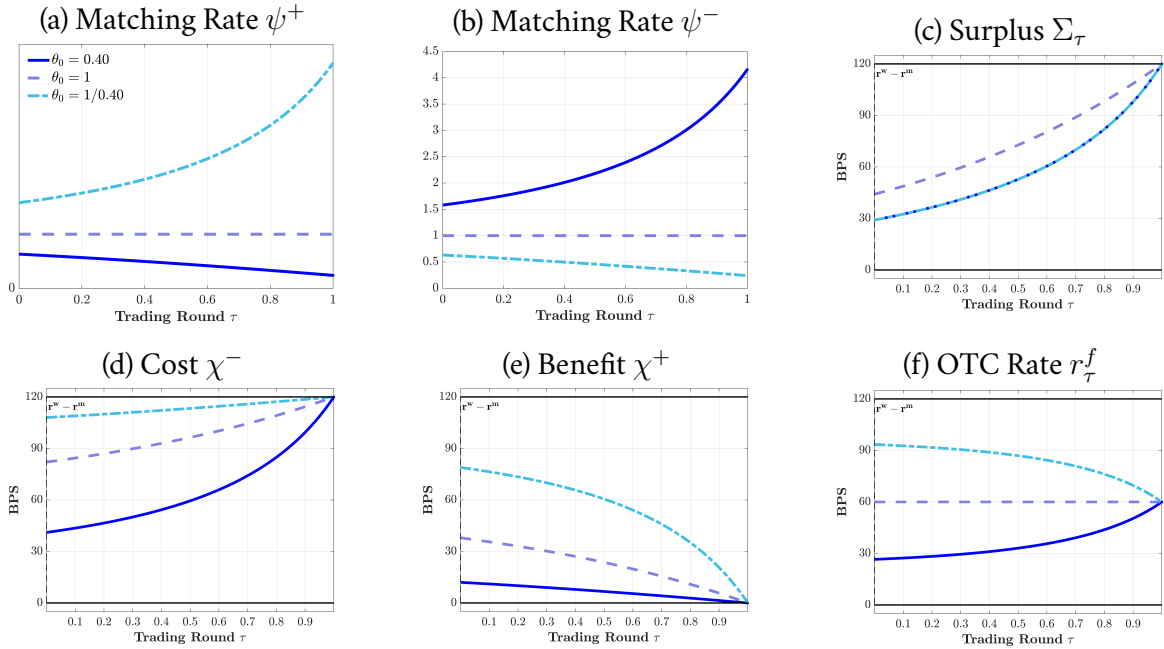 (a) Matching Rate ψ⁺
θ₀ = 0.40
θ₀ = 1
θ₀ = 1/0.40
0
0 0.2 0.4 0.6 0.8 1
Trading Round τ
(b) Matching Rate ψ⁻
4.5
4
3.5
3
2.5
2
1.5
1
0.5
0
0 0.2 0.4 0.6 0.8 1
Trading Round τ
(c) Surplus Στ
120
90
60
30
0
BPS
rʷ − rᵐ
0.1 0.2 0.3 0.4 0.5 0.6 0.7 0.8 0.9
Trading Round τ
(d) Cost χ⁻
120
90
60
30
0
BPS
rʷ − rᵐ
0.1 0.2 0.3 0.4 0.5 0.6 0.7 0.8 0.9
Trading Round τ
(e) Benefit χ⁺
120
90
60
30
0
BPS
rʷ − rᵐ
0.1 0.2 0.3 0.4 0.5 0.6 0.7 0.8 0.9
Trading Round τ
(f) OTC Rate r^f_τ
120
90
60
30
0
BPS
rʷ − rᵐ
0.1 0.2 0.3 0.4 0.5 0.6 0.7 0.8 0.9
Trading Round τ